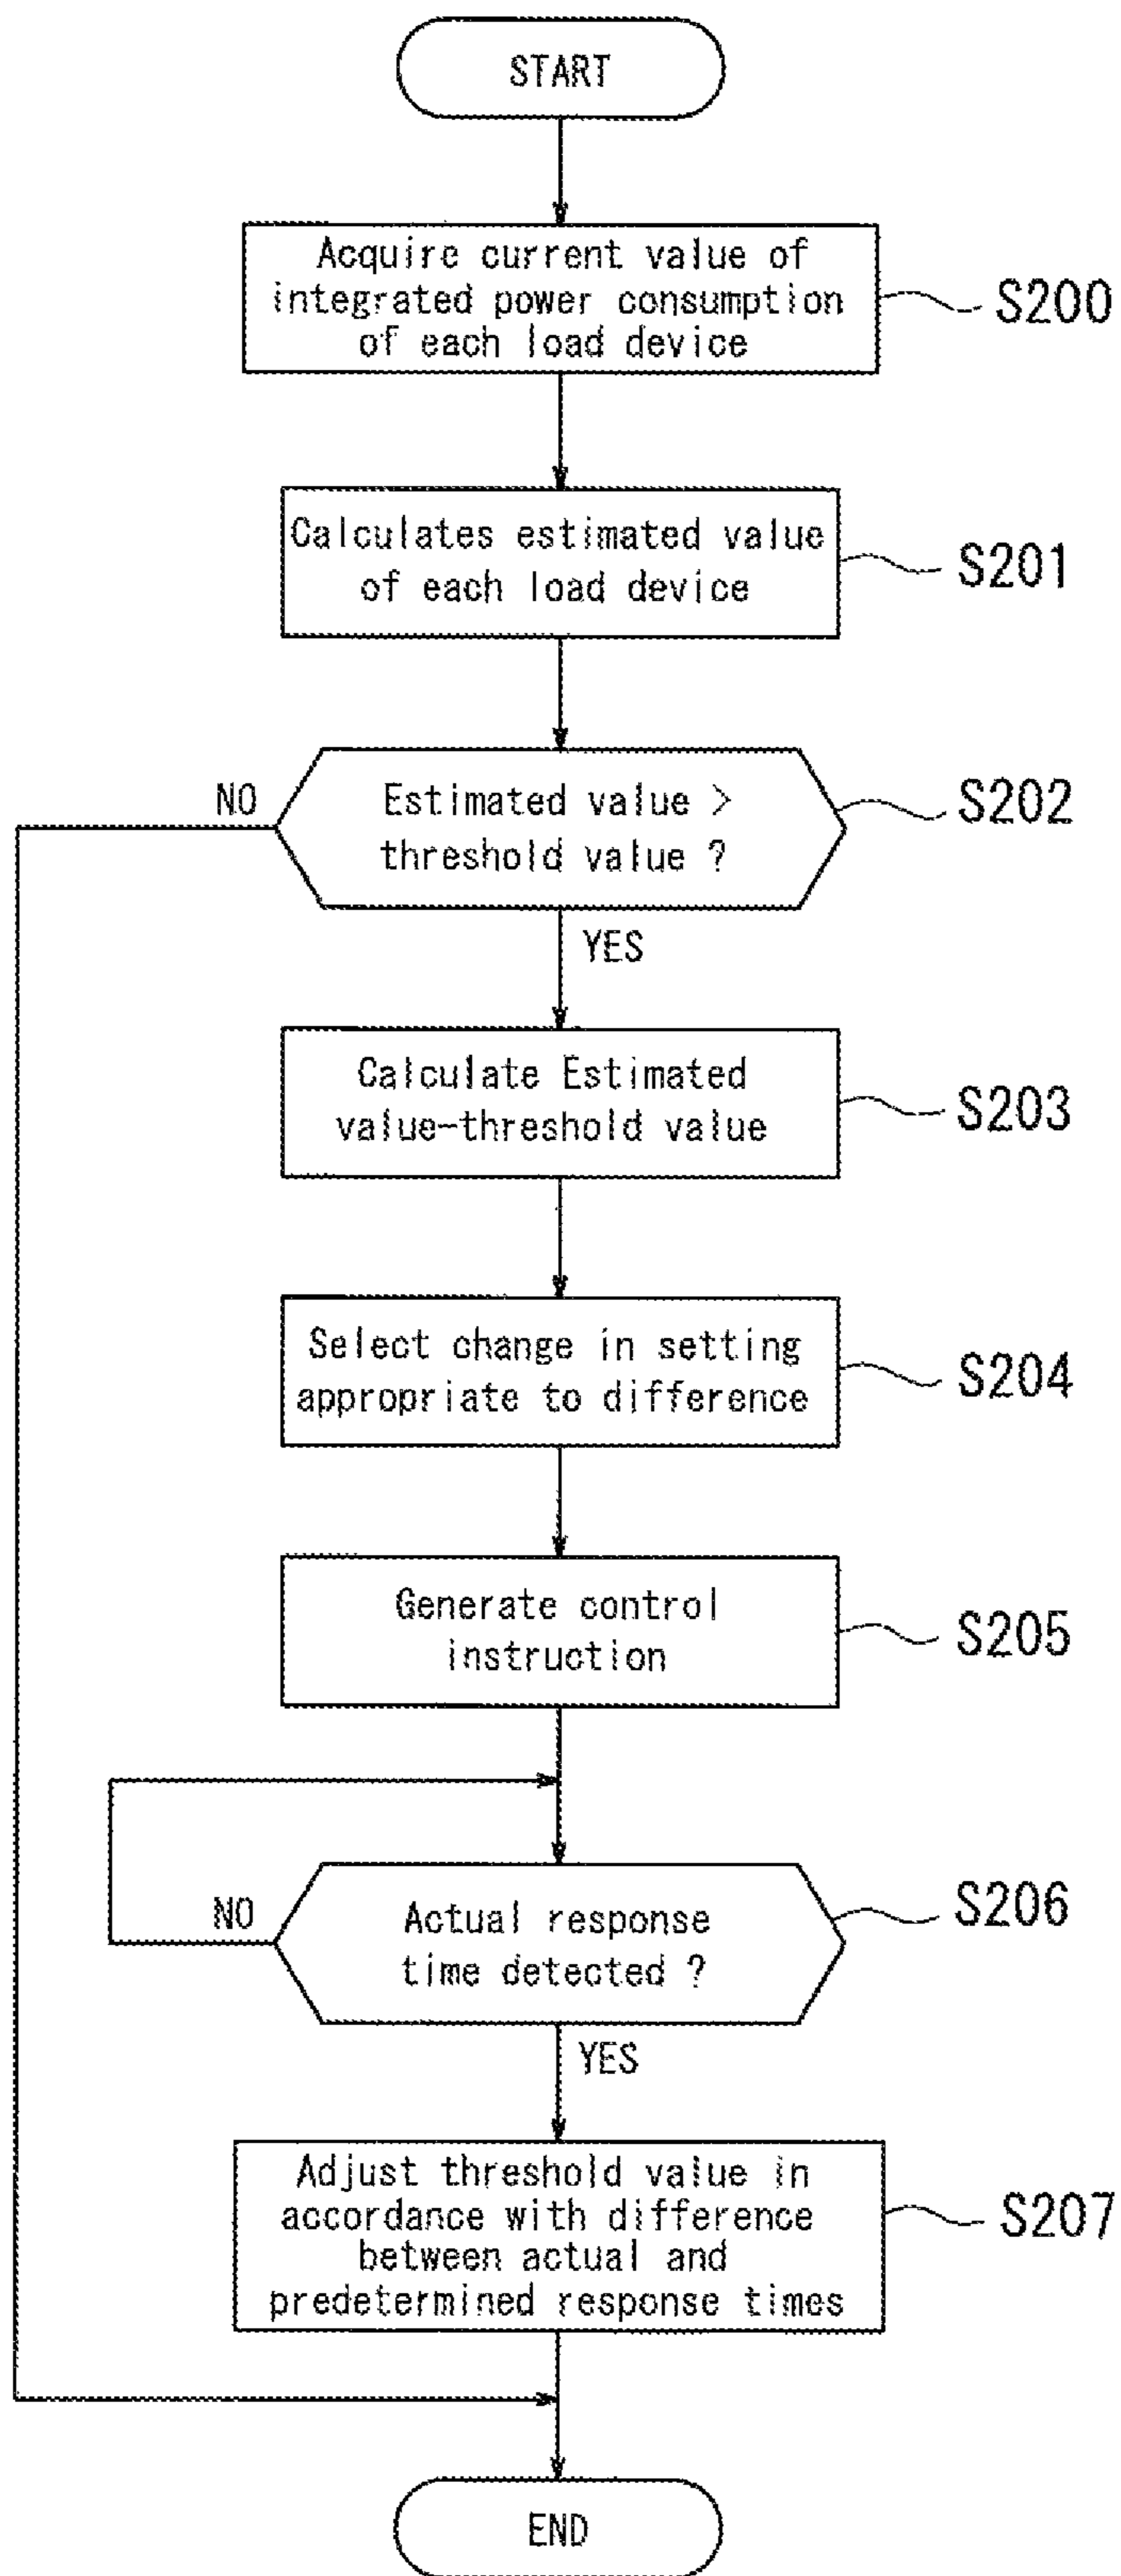 START
Acquire current value of
integrated power consumption
of each load device
S200
Calculates estimated value
of each load device
S201
NO
Estimated value >
threshold value ?
S202
YES
Calculate Estimated
value-threshold value
S203
Select change in setting
appropriate to difference
S204
Generate control
instruction
S205
NO
Actual response
time detected ?
S206
YES
Adjust threshold value in
accordance with difference
between actual and
predetermined response times
S207
END